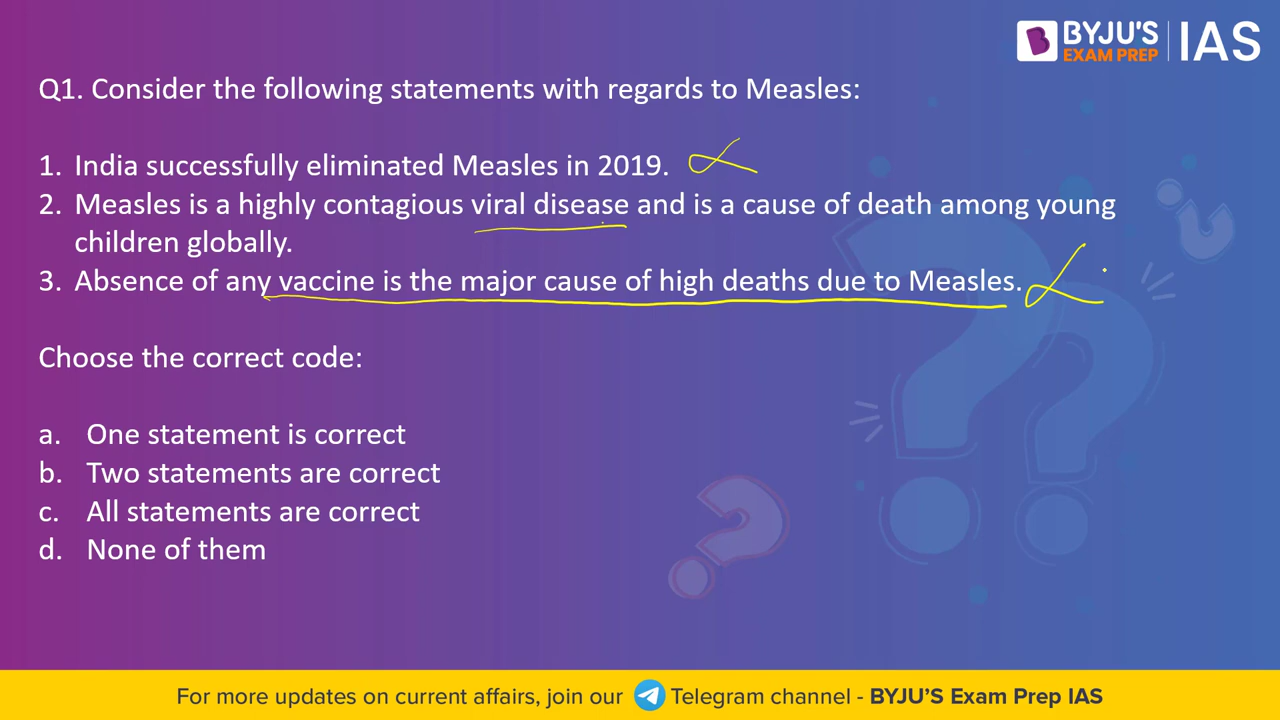 BYJU'S
EXAM PREP
IAS
Q1. Consider the following statements with regards to Measles:
1. India successfully eliminated Measles in 2019.
2. Measles is a highly contagious viral disease and is a cause of death among young
children globally.
3. Absence of any vaccine is the major cause of high deaths due to Measles.
Choose the correct code:
a. One statement is correct
b. Two statements are correct
c. All statements are correct
d. None of them
For more updates on current affairs, join our Telegram channel - BYJU'S Exam Prep IAS